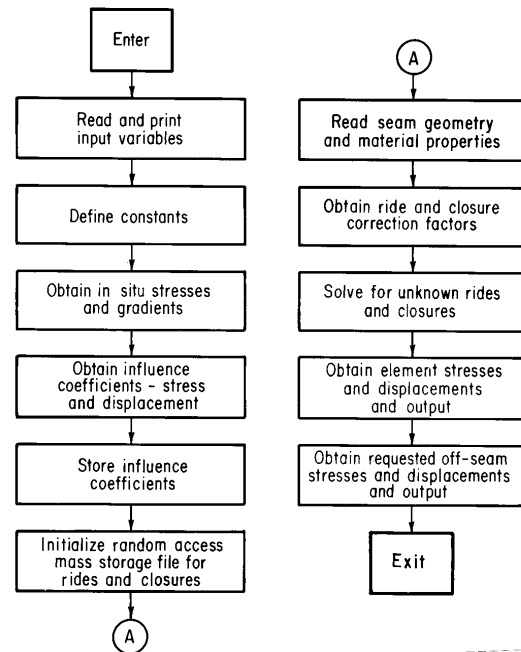 Enter
Read and print
input variables
Define constants
Obtain in situ stresses
and gradients
Obtain influence
coefficients - stress
and displacement
Store influence
coefficients
Initialize random access
mass storage file for
rides and closures
A
A
Read seam geometry
and material properties
Obtain ride and closure
correction factors
Solve for unknown rides
and closures
Obtain element stresses
and displacements
and output
Obtain requested off-seam
stresses and displacements
and output
Exit